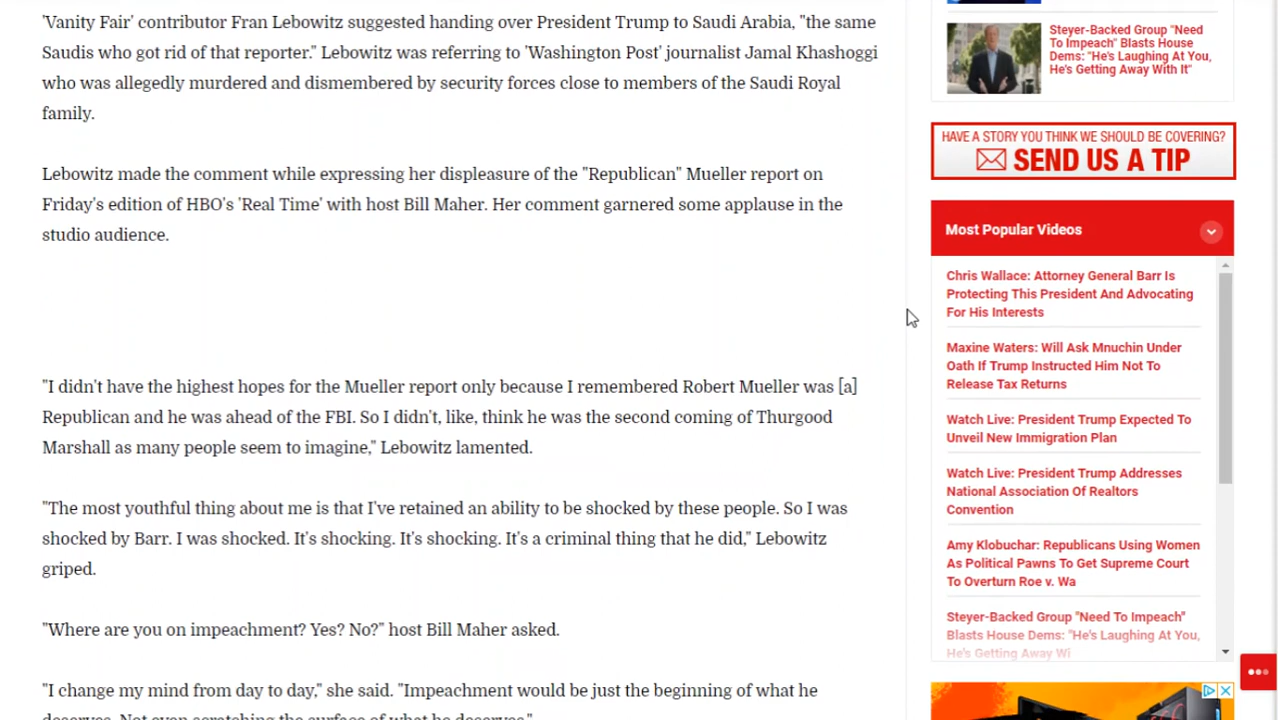 'Vanity Fair' contributor Fran Lebowitz suggested handing over President Trump to Saudi Arabia, "the same
Saudis who got rid of that reporter." Lebowitz was referring to 'Washington Post' journalist Jamal Khashoggi
who was allegedly murdered and dismembered by security forces close to members of the Saudi Royal
family.
Lebowitz made the comment while expressing her displeasure of the "Republican" Mueller report on
Friday's edition of HBO's 'Real Time' with host Bill Maher. Her comment garnered some applause in the
studio audience.
"I didn't have the highest hopes for the Mueller report only because I remembered Robert Mueller was [a]
Republican and he was ahead of the FBI. So I didn't, like, think he was the second coming of Thurgood
Marshall as many people seem to imagine," Lebowitz lamented.
"The most youthful thing about me is that I've retained an ability to be shocked by these people. So I was
shocked by Barr. I was shocked. It's shocking. It's shocking. It's a criminal thing that he did," Lebowitz
griped.
"Where are you on impeachment? Yes? No?" host Bill Maher asked.
"I change my mind from day to day," she said. "Impeachment would be just the beginning of what he
deserves. Not even scratching the surface of what he deserves."
Steyer-Backed Group "Need
To Impeach" Blasts House
Dems: "He's Laughing At You,
He's Getting Away With It"
HAVE A STORY YOU THINK WE SHOULD BE COVERING?
SEND US A TIP
Most Popular Videos
Chris Wallace: Attorney General Barr Is
Protecting This President And Advocating
For His Interests
Maxine Waters: Will Ask Mnuchin Under
Oath If Trump Instructed Him Not To
Release Tax Returns
Watch Live: President Trump Expected To
Unveil New Immigration Plan
Watch Live: President Trump Addresses
National Association Of Realtors
Convention
Amy Klobuchar: Republicans Using Women
As Political Pawns To Get Supreme Court
To Overturn Roe v. Wa
Steyer-Backed Group "Need To Impeach"
Blasts House Dems: "He's Laughing At You,
He's Getting Away Wi